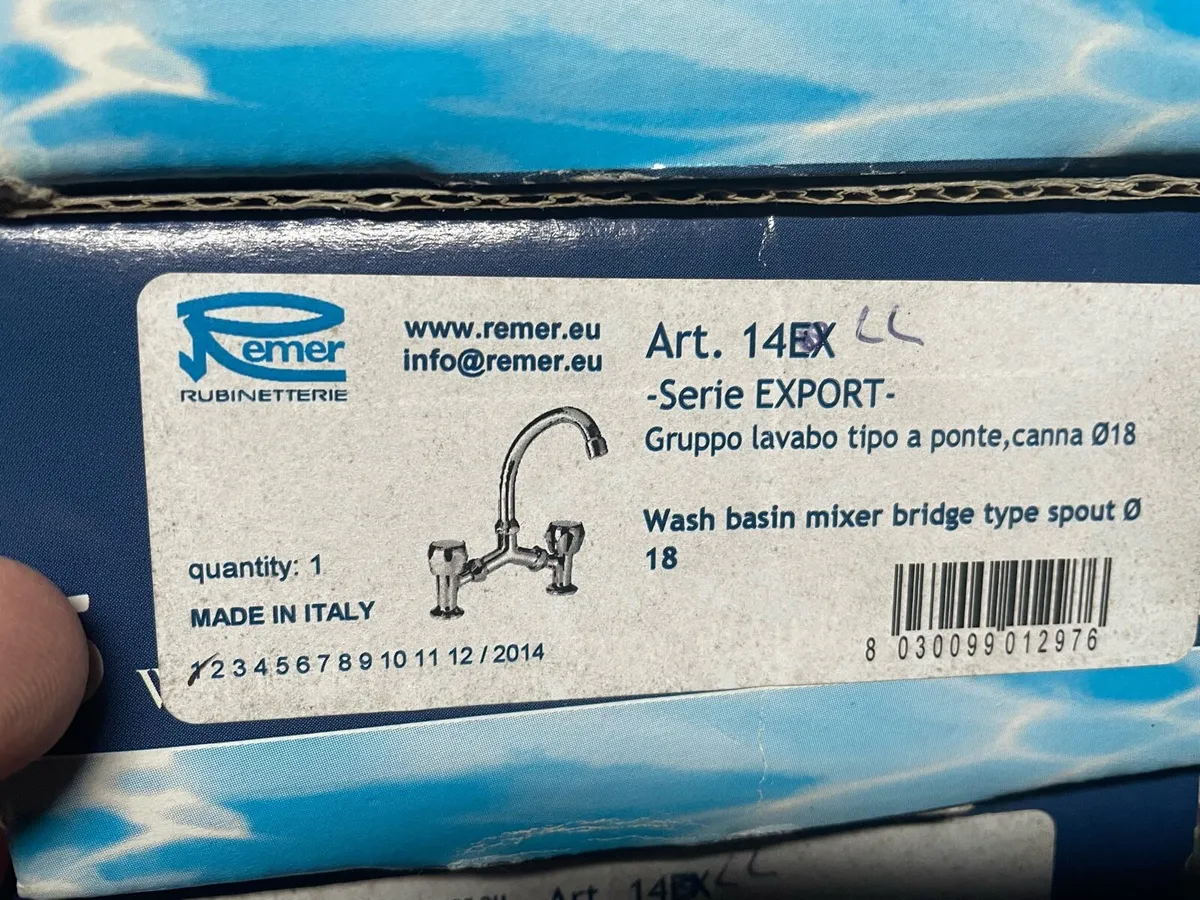 Remer
RUBINETTERIE
www.remer.eu
info@remer.eu
Art. 14EX LL
-Serie EXPORT-
Gruppo lavabo tipo a ponte,canna Ø18
Wash basin mixer bridge type spout Ø
18
quantity: 1
MADE IN ITALY
1 2 3 4 5 6 7 8 9 10 11 12 / 2014
8 030099 012976
Art. 14EX LL